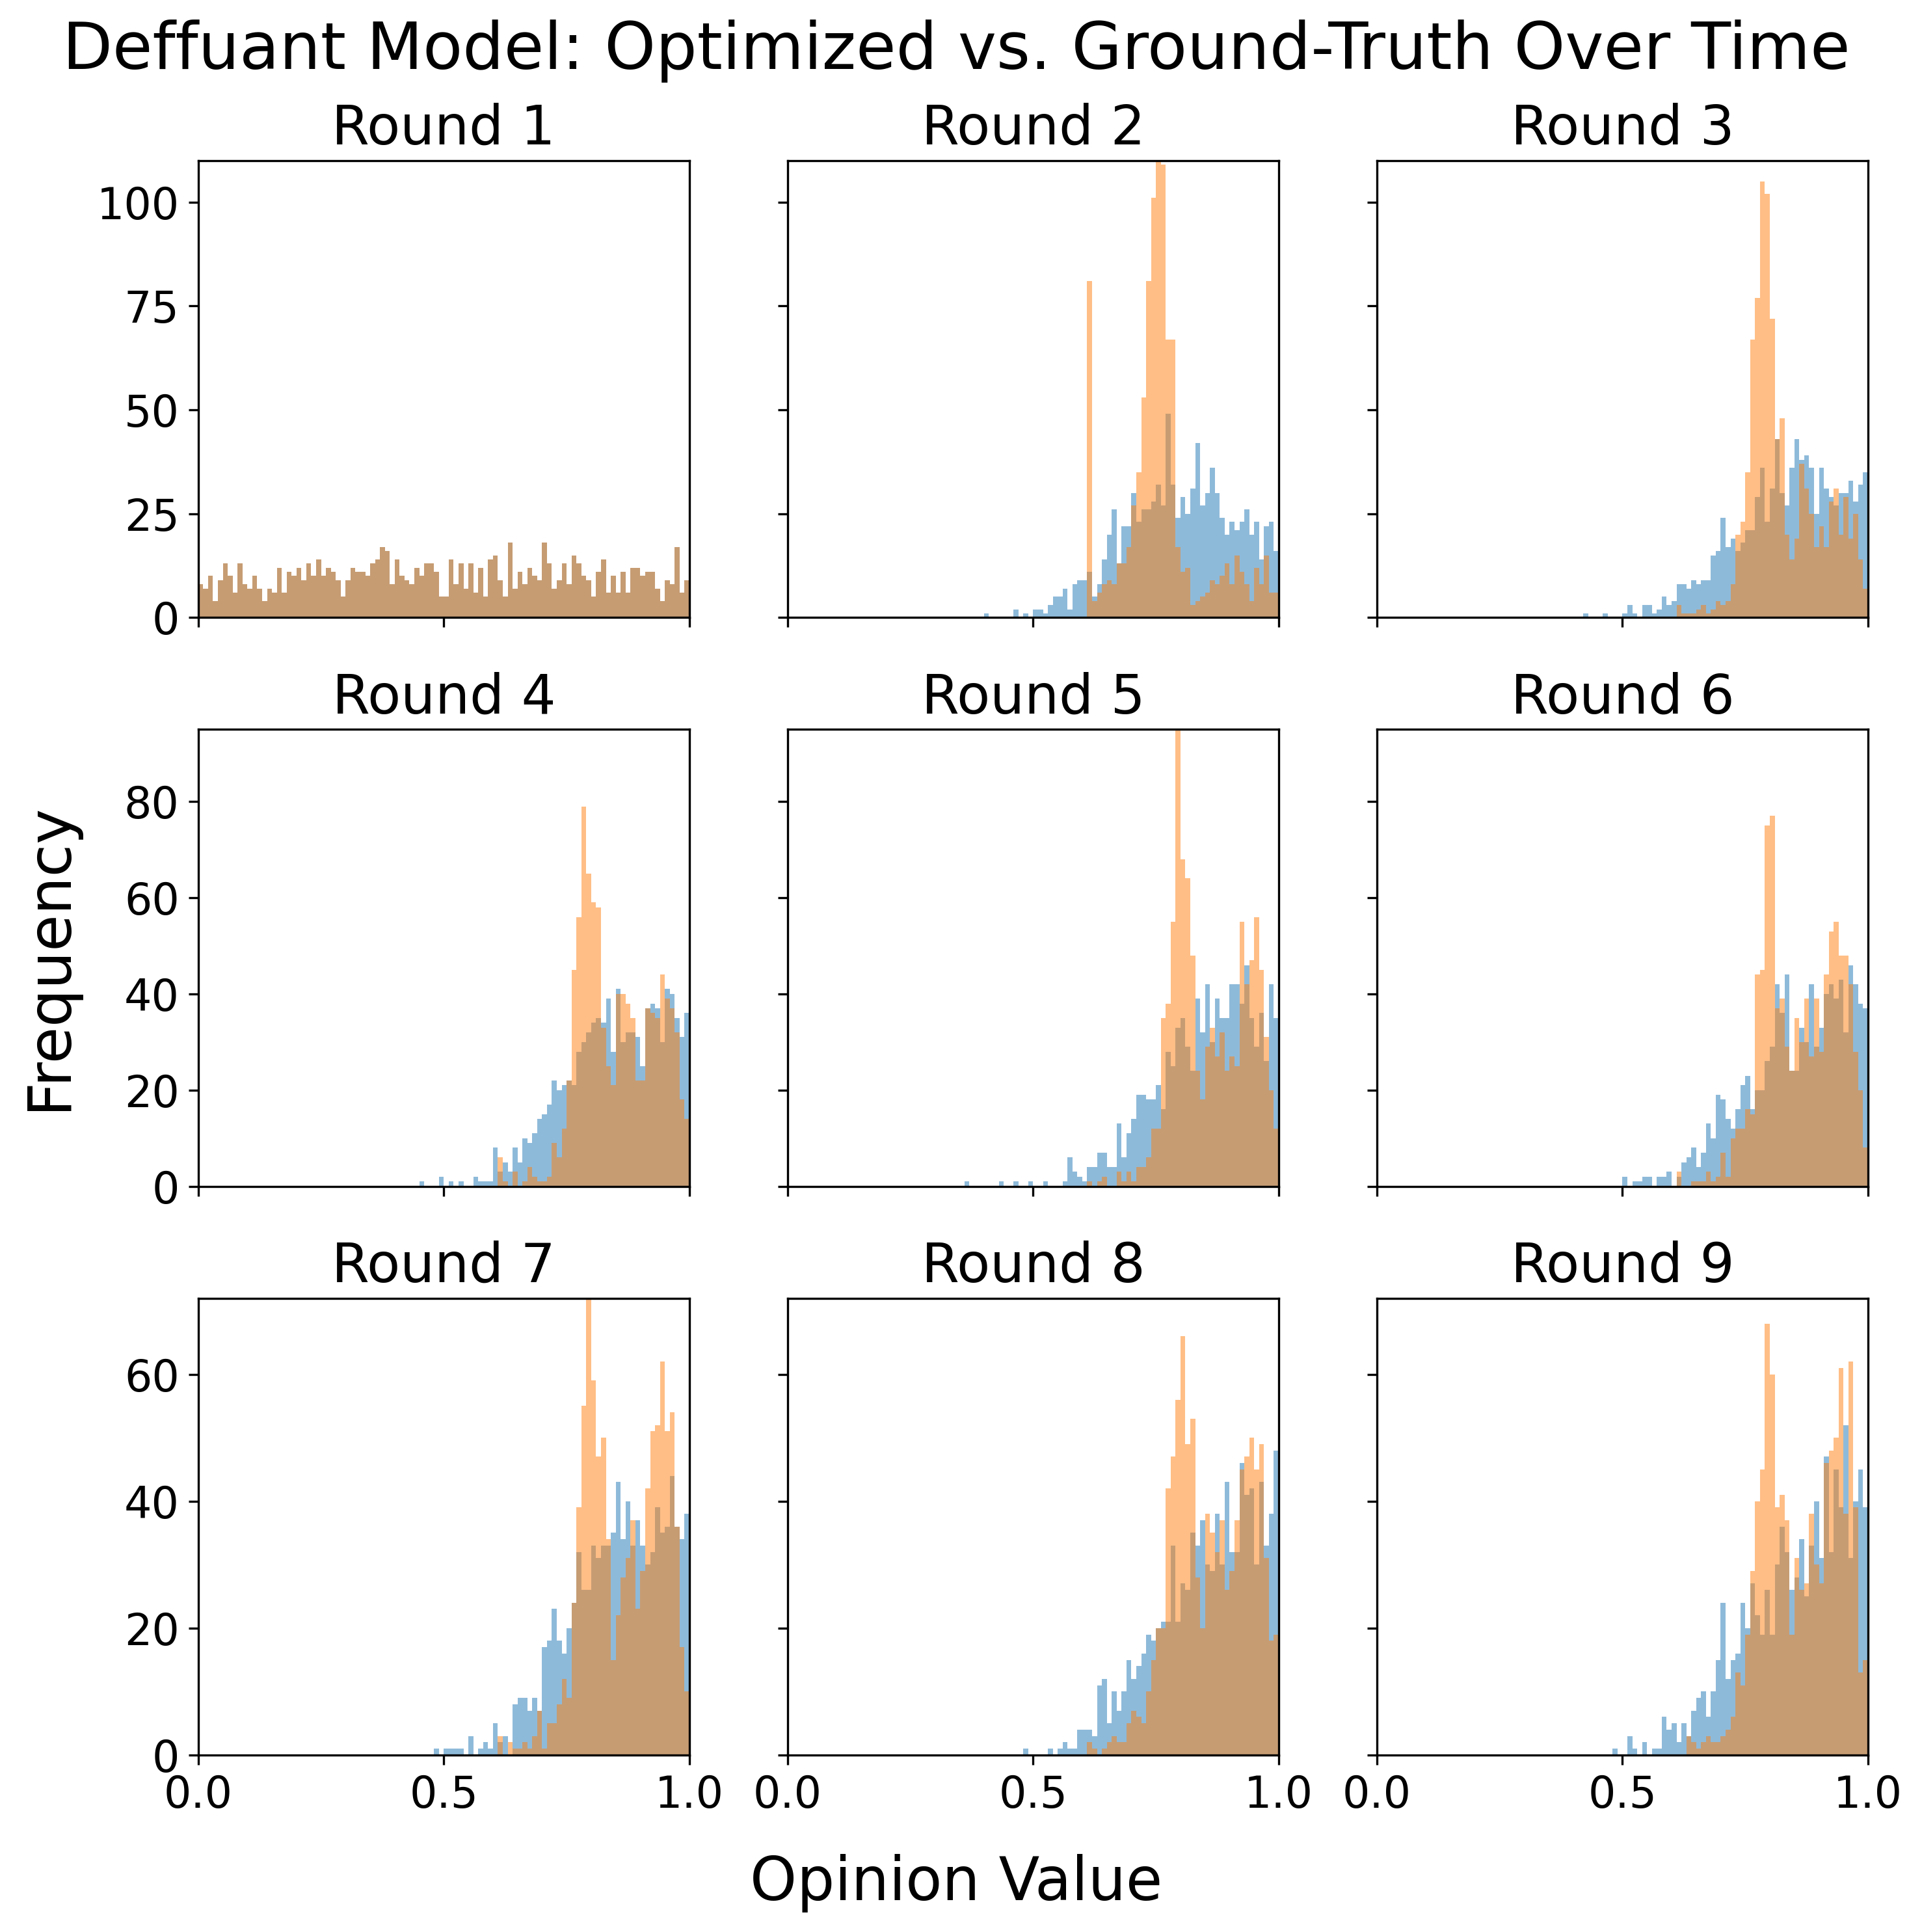 Deffuant Model: Optimized vs. Ground-Truth Over Time
Round 1
Round 2
Round 3
100
75
50
25
0
Round 4
Round 5
Round 6
80
60
40
20
0
Frequency
Round 7
Round 8
Round 9
60
40
20
0
0.0 0.5 1.0 0.0 0.5 1.0 0.0 0.5 1.0
Opinion Value